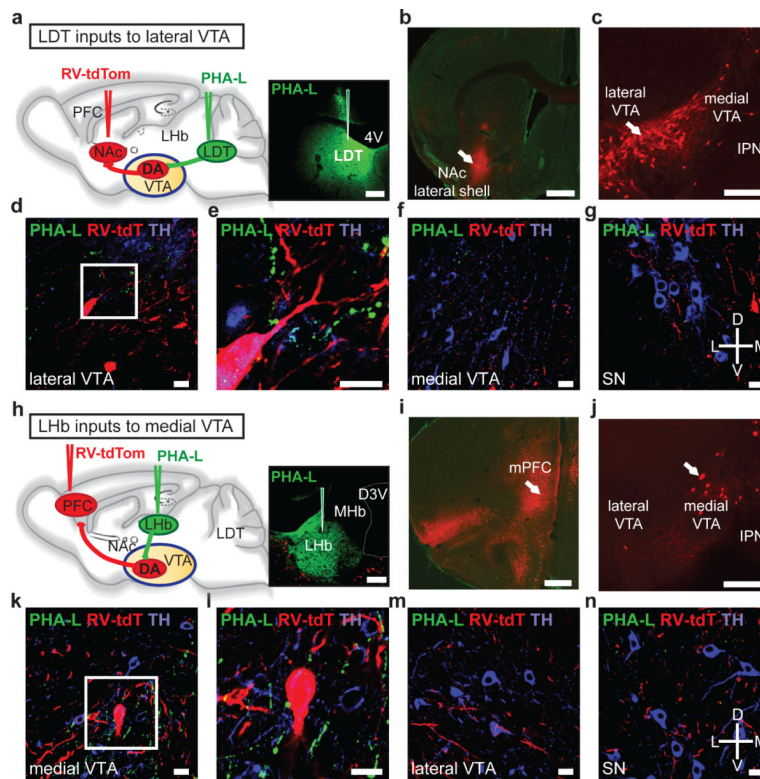 a
LDT inputs to lateral VTA
RV-tdTom
PHA-L
PFC
LHb
NAc
DA
VTA
LDT
PHA-L
4V
LDT
b
NAc
lateral shell
c
lateral
VTA
medial
VTA
IPN
d
PHA-L RV-tdT TH
lateral VTA
e
PHA-L RV-tdT TH
f
PHA-L RV-tdT TH
medial VTA
g
PHA-L RV-tdT TH
D
L M
V
SN
h
LHb inputs to medial VTA
RV-tdTom
PHA-L
PFC
LHb
NAc
LDT
VTA
DA
PHA-L
D3V
MHb
LHb
i
mPFC
j
lateral
VTA
medial
VTA
IPN
k
PHA-L RV-tdT TH
medial VTA
l
PHA-L RV-tdT TH
m
PHA-L RV-tdT TH
lateral VTA
n
PHA-L RV-tdT TH
D
L M
V
SN